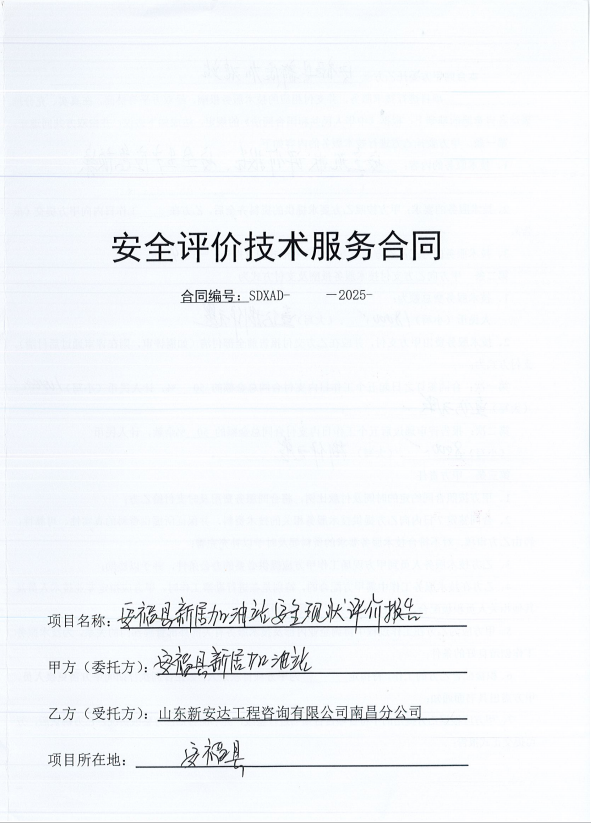 安全评价技术服务合同
合同编号：SDXAD- －2025-
项目名称：安福县新居加油站安全现状评价报告
甲方（委托方）：安福县新居加油站
乙方（受托方）：山东新安达工程咨询有限公司南昌分公司
项目所在地：安福县